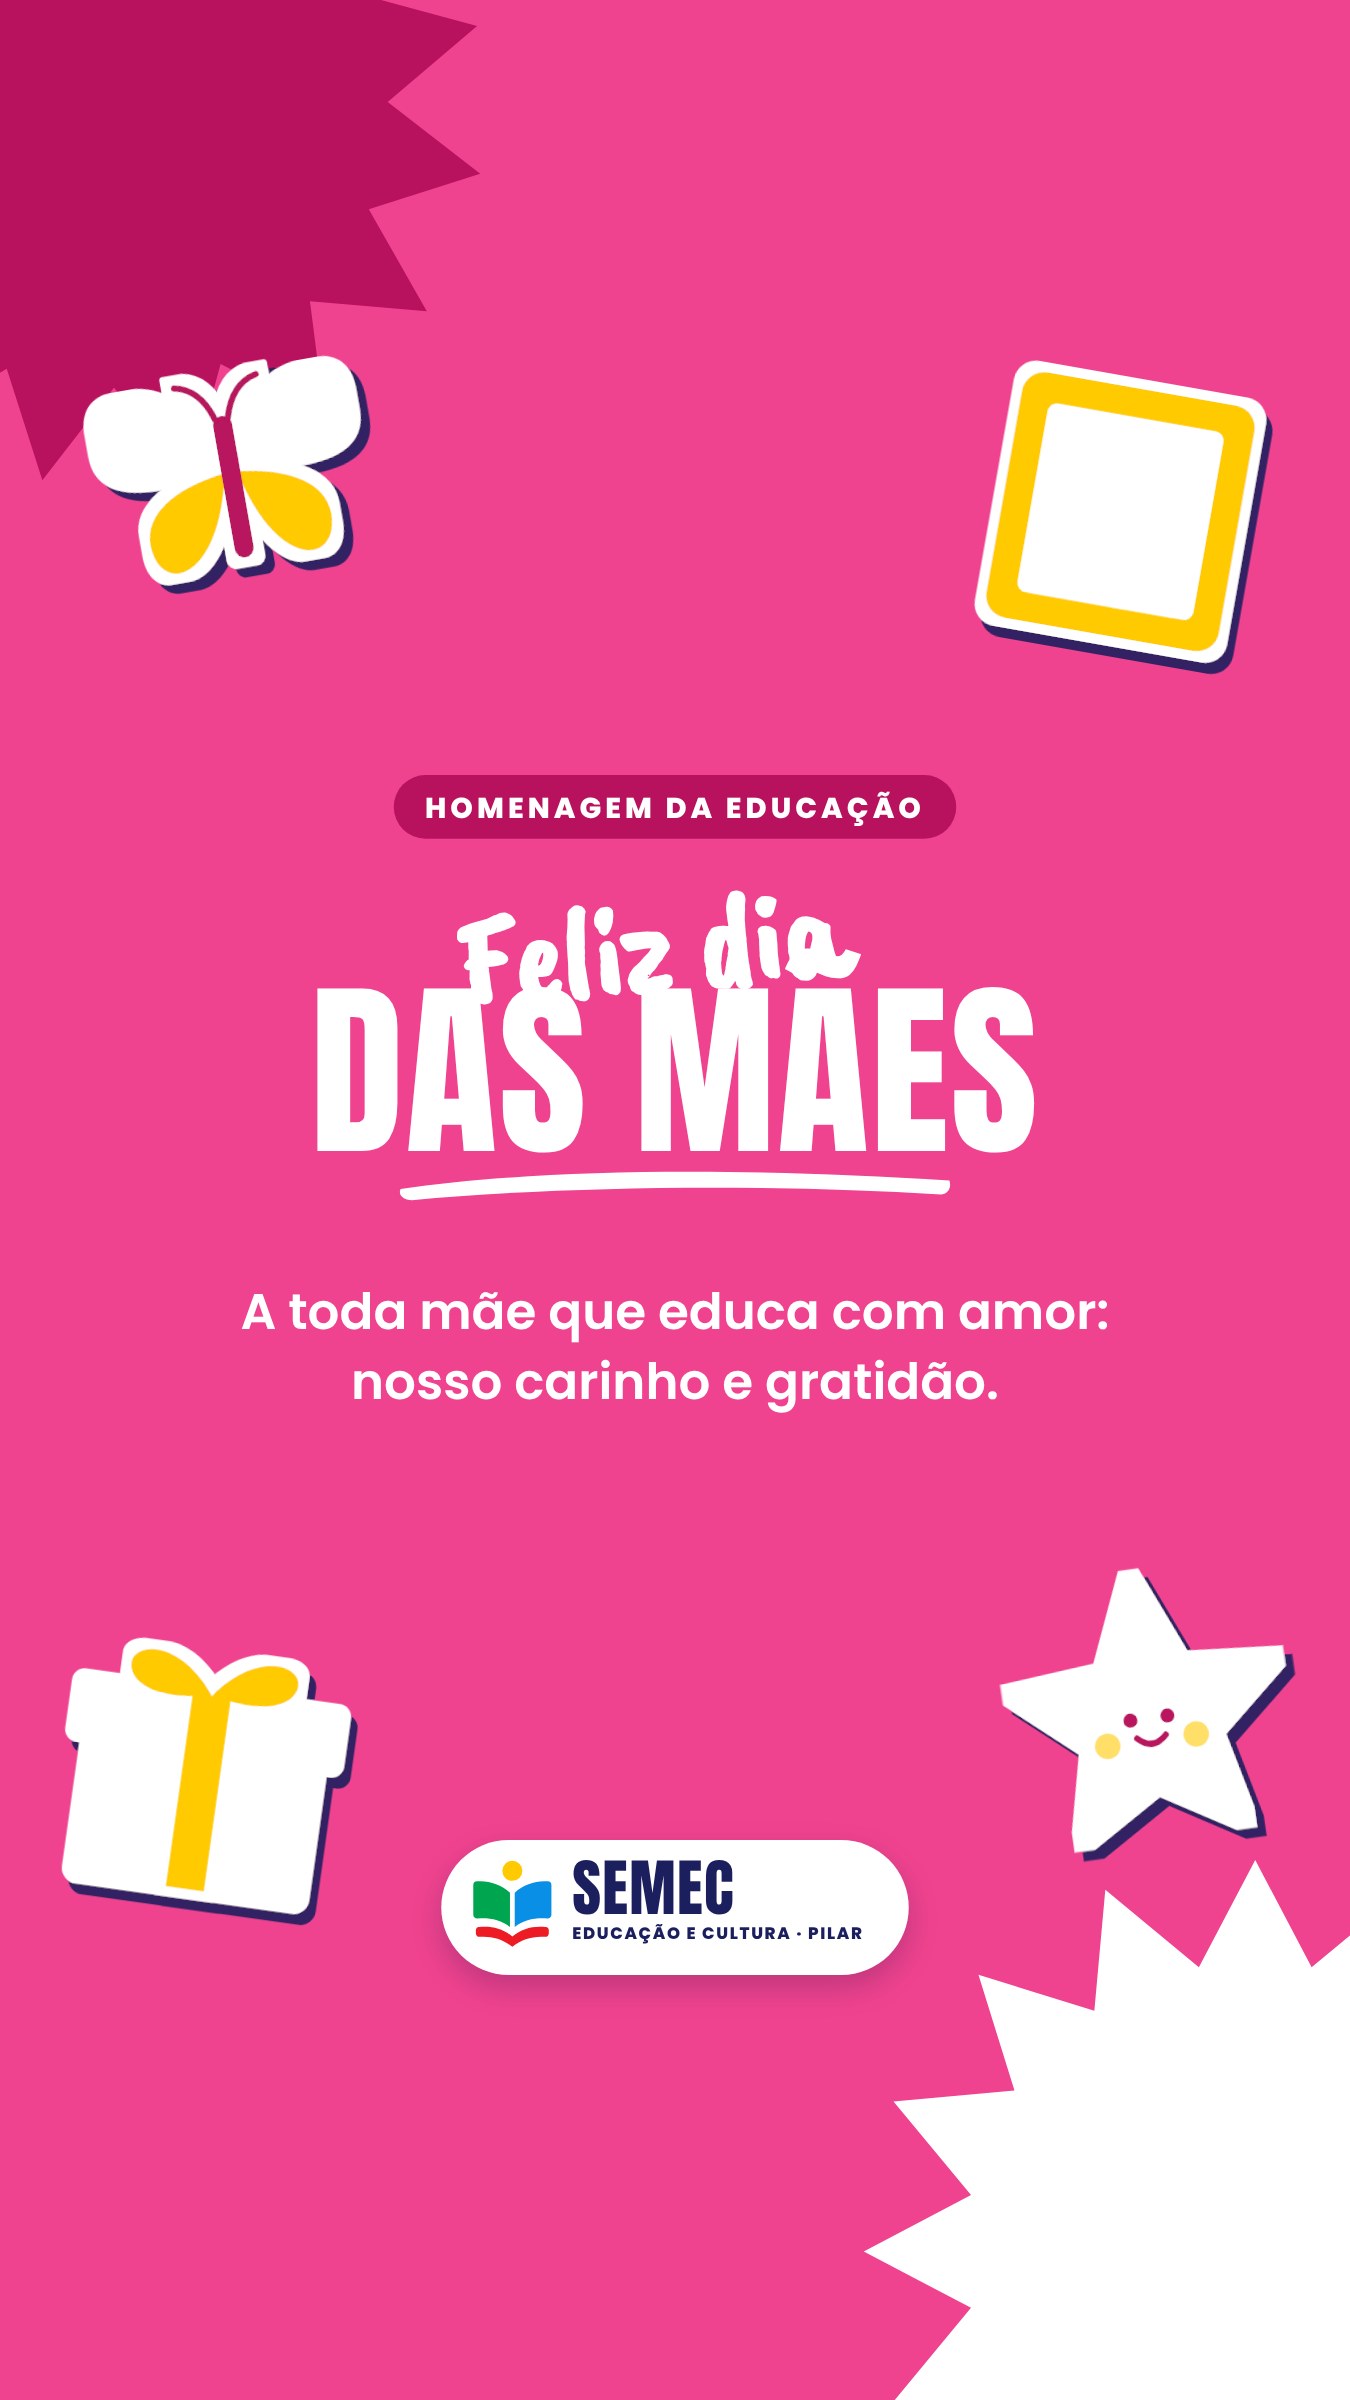 HOMENAGEM DA EDUCAÇÃO
Feliz dia
DAS MAES
A toda mãe que educa com amor:
nosso carinho e gratidão.
SEMEC
EDUCAÇÃO E CULTURA · PILAR